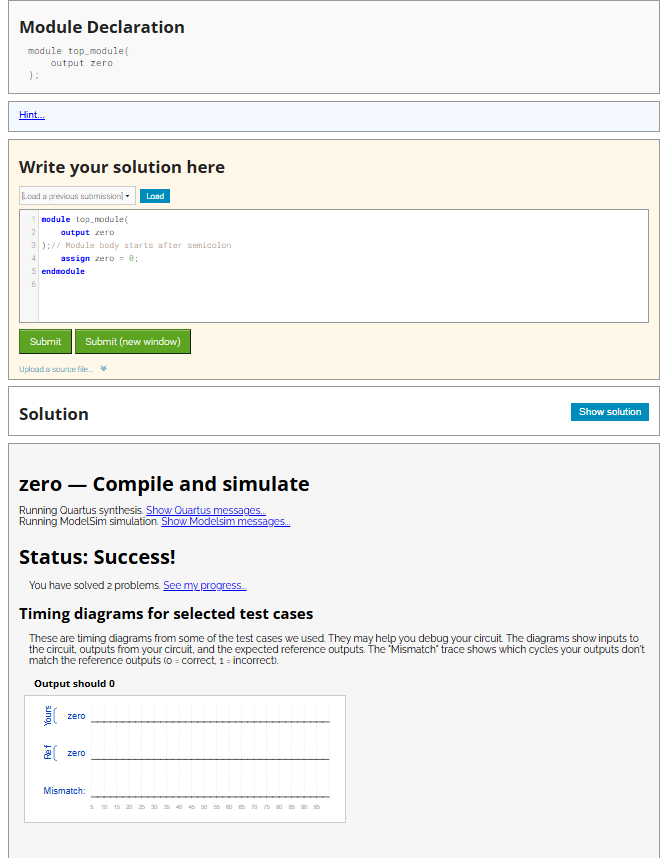 Module Declaration
module top_module(
output zero
);
Hint...
Write your solution here
[Load a previous submission]
Load
1 module top_module(
2 output zero
3 );// Module body starts after semicolon
4 assign zero = 0;
5 endmodule
6
Submit Submit (new window)
Upload a source file...
Solution
Show solution
zero — Compile and simulate
Running Quartus synthesis. Show Quartus messages...
Running ModelSim simulation. Show Modelsim messages...
Status: Success!
You have solved 2 problems. See my progress...
Timing diagrams for selected test cases
These are timing diagrams from some of the test cases we used. They may help you debug your circuit. The diagrams show inputs to
the circuit, outputs from your circuit, and the expected reference outputs. The "Mismatch" trace shows which cycles your outputs don't
match the reference outputs (0 = correct, 1 = incorrect).
Output should 0
Yours zero
Ref zero
Mismatch:
5 10 15 20 25 30 35 40 45 50 55 60 65 70 75 80 85 90 95